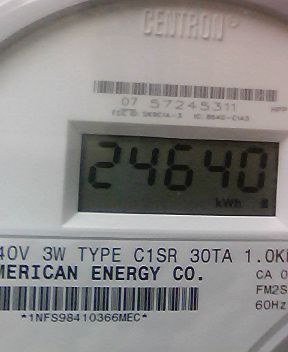 CENTRON
07 57245311
24640
kWh
40V 3W TYPE C1SR 30TA 1.0K
MERICAN ENERGY CO.
CA 0
FM2S
60Hz
*1NFS98410366MEC*